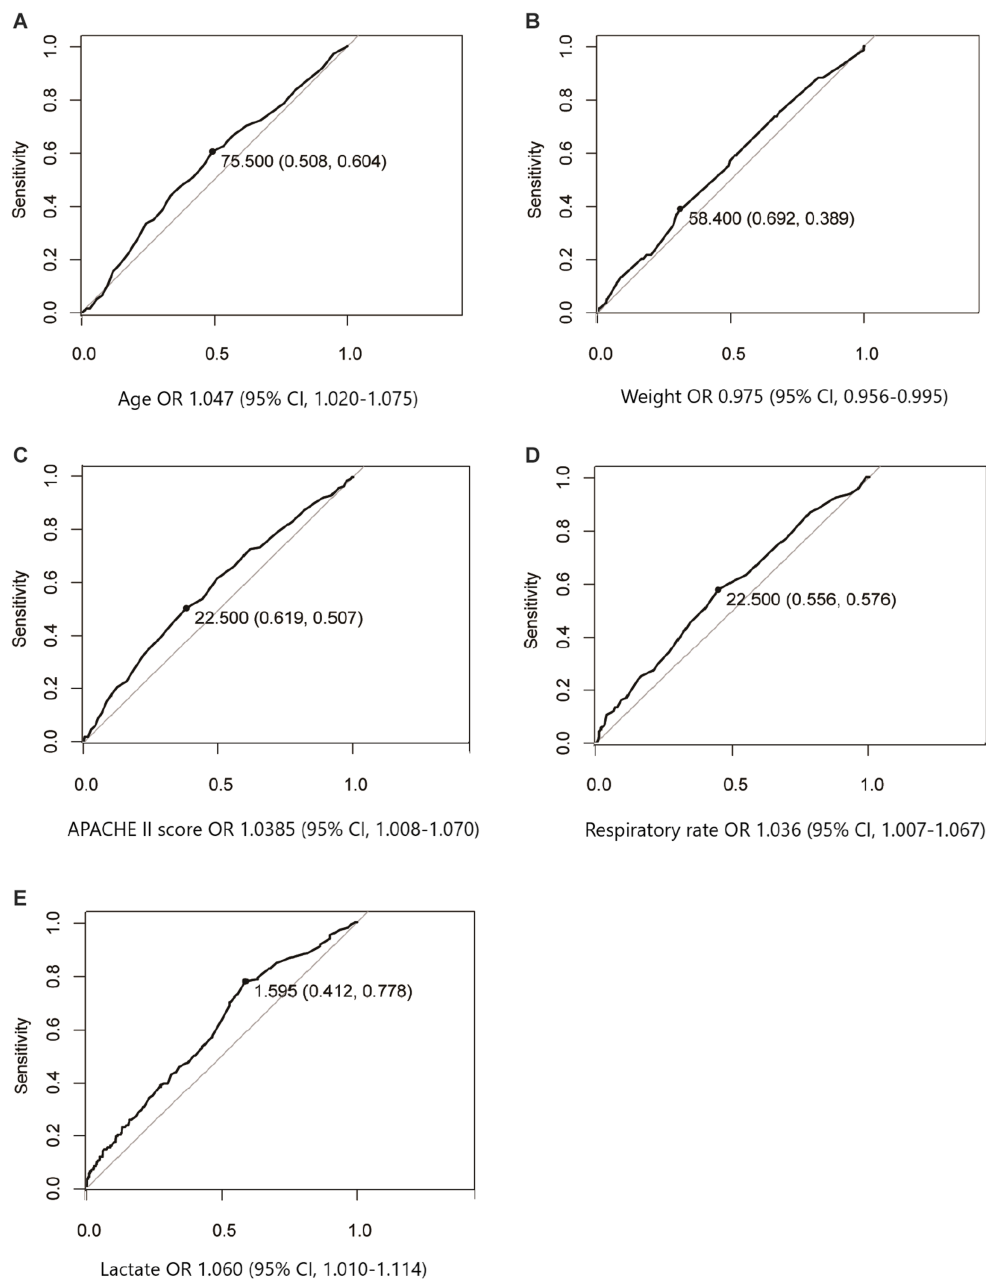 A
Sensitivity
1.0
0.8
0.6
0.4
0.2
0.0
75.500 (0.508, 0.604)
0.0 0.5 1.0
Age OR 1.047 (95% CI, 1.020-1.075)
B
Sensitivity
1.0
0.8
0.6
0.4
0.2
0.0
58.400 (0.692, 0.389)
0.0 0.5 1.0
Weight OR 0.975 (95% CI, 0.956-0.995)
C
Sensitivity
1.0
0.8
0.6
0.4
0.2
0.0
22.500 (0.619, 0.507)
0.0 0.5 1.0
APACHE II score OR 1.0385 (95% CI, 1.008-1.070)
D
Sensitivity
1.0
0.8
0.6
0.4
0.2
0.0
22.500 (0.556, 0.576)
0.0 0.5 1.0
Respiratory rate OR 1.036 (95% CI, 1.007-1.067)
E
Sensitivity
1.0
0.8
0.6
0.4
0.2
0.0
1.595 (0.412, 0.778)
0.0 0.5 1.0
Lactate OR 1.060 (95% CI, 1.010-1.114)